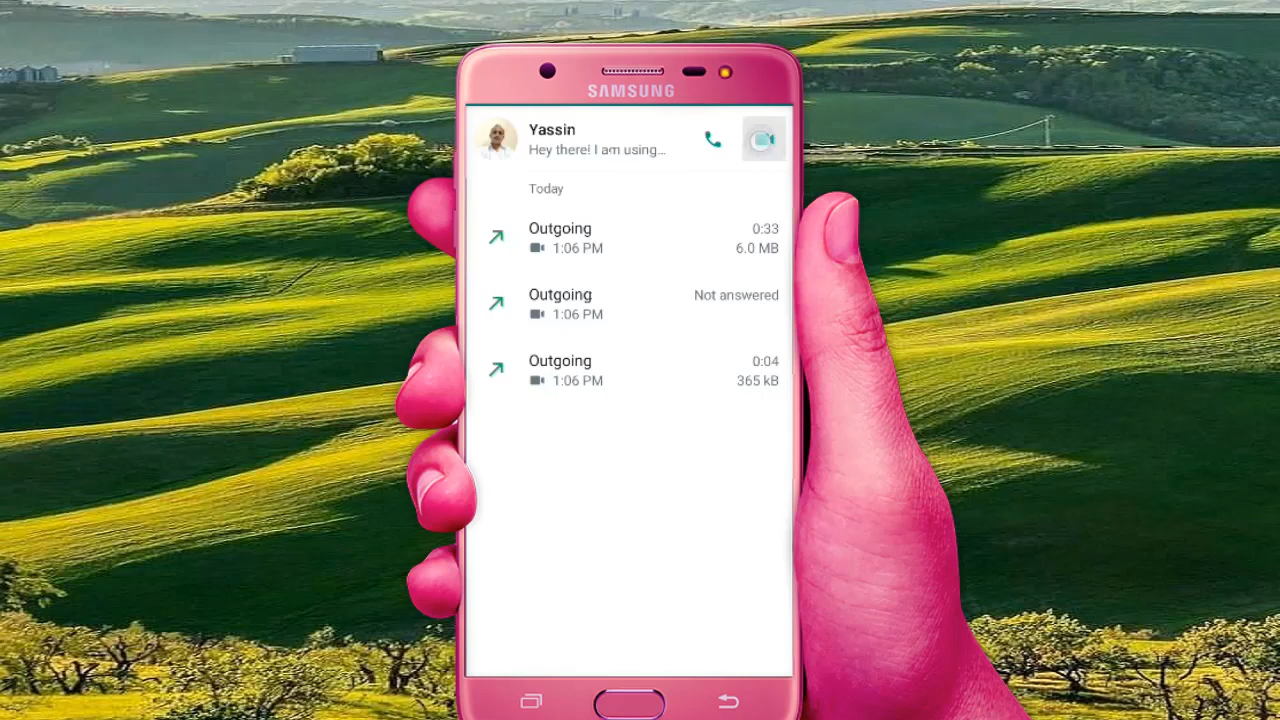 SAMSUNG
Yassin
Hey there! I am using...
Today
Outgoing 0:33
1:06 PM 6.0 MB
Outgoing Not answered
1:06 PM
Outgoing 0:04
1:06 PM 365 kB